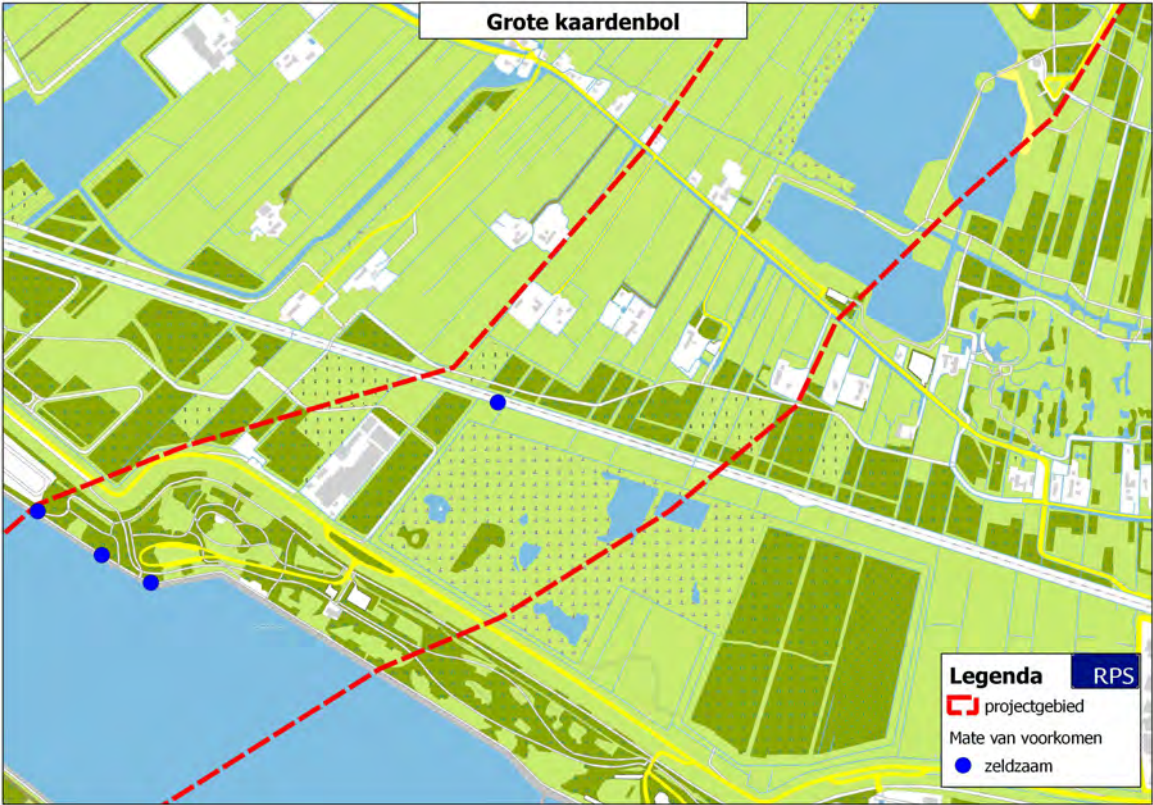 Grote kaardenbol
Legenda
RPS
projectgebied
Mate van voorkomen
zeldzaam